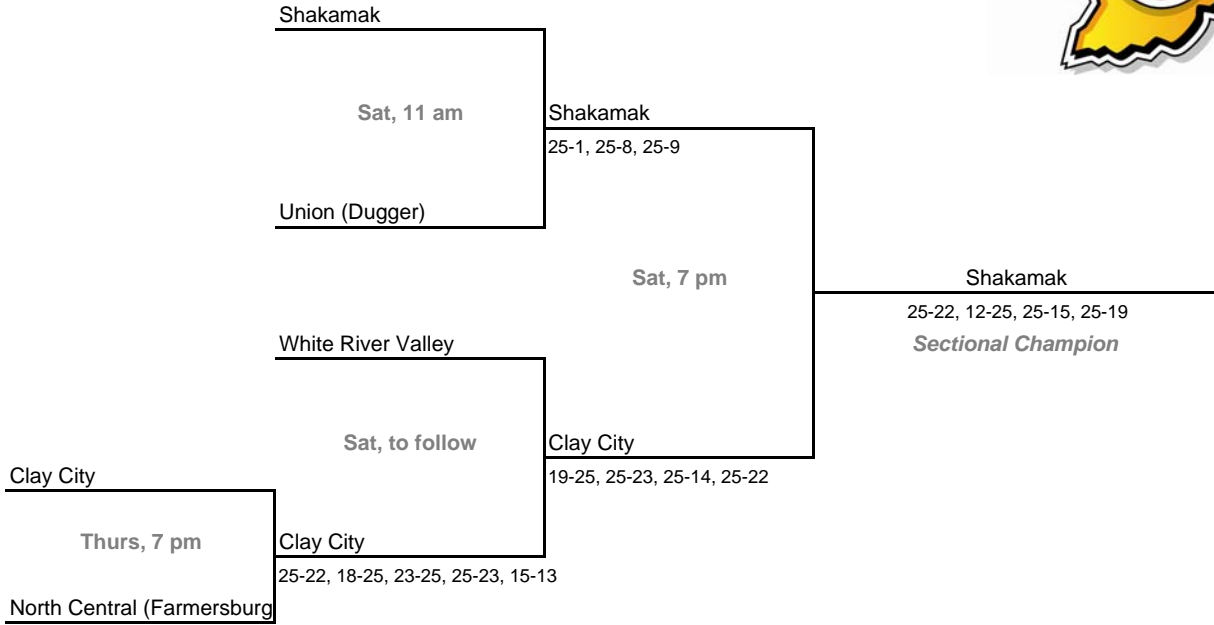 Shakamak
Sat, 11 am
Shakamak
25-1, 25-8, 25-9
Union (Dugger)
Sat, 7 pm
Shakamak
25-22, 12-25, 25-15, 25-19
Sectional Champion
White River Valley
Sat, to follow
Clay City
19-25, 25-23, 25-14, 25-22
Clay City
Thurs, 7 pm
Clay City
25-22, 18-25, 23-25, 25-23, 15-13
North Central (Farmersburg